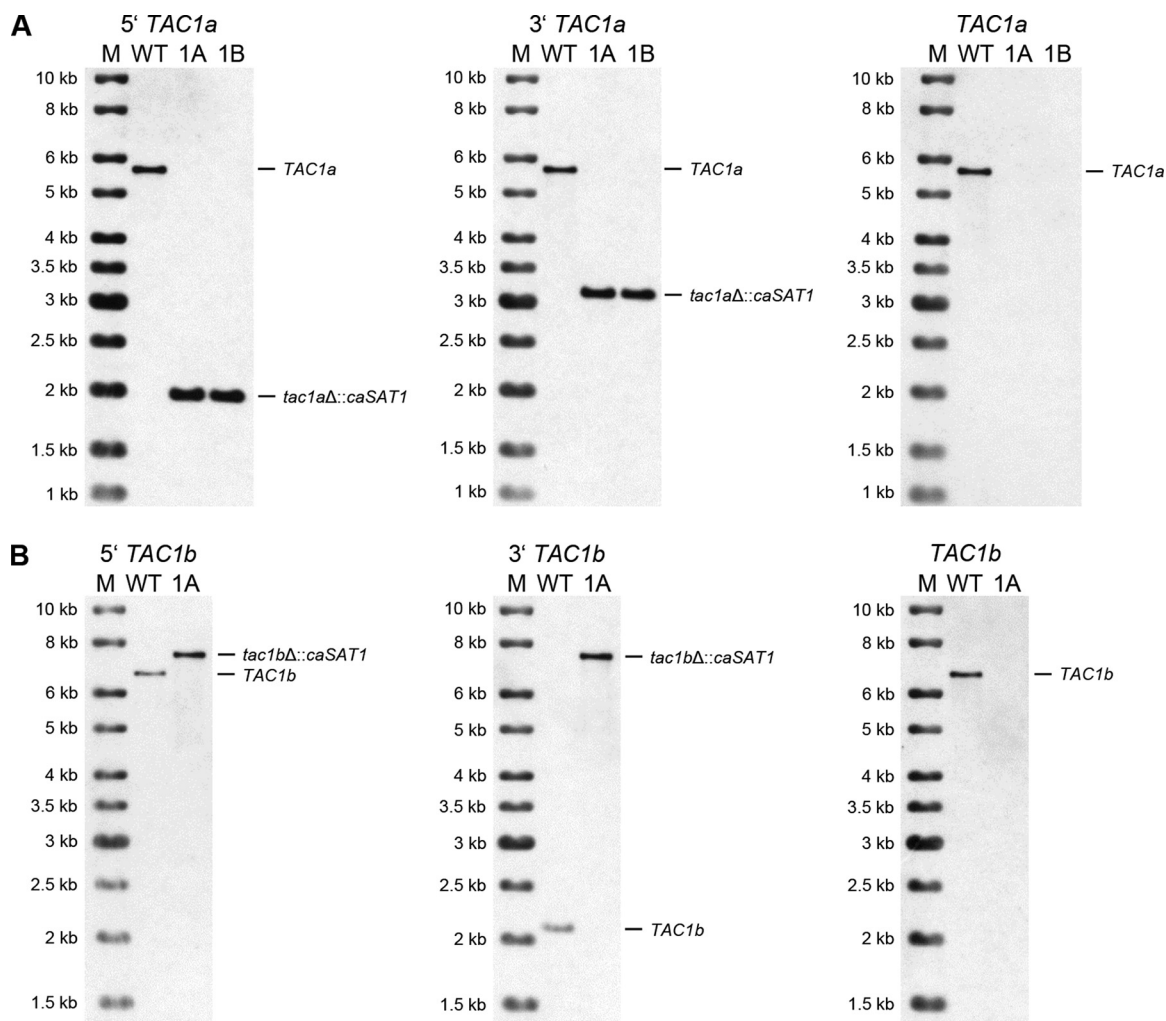 A
5‘ TAC1a
M WT 1A 1B
10 kb
8 kb
6 kb
5 kb
4 kb
3.5 kb
3 kb
2.5 kb
2 kb
1.5 kb
1 kb
TAC1a
tac1aΔ::caSAT1
3‘ TAC1a
M WT 1A 1B
10 kb
8 kb
6 kb
5 kb
4 kb
3.5 kb
3 kb
2.5 kb
2 kb
1.5 kb
1 kb
TAC1a
tac1aΔ::caSAT1
TAC1a
M WT 1A 1B
10 kb
8 kb
6 kb
5 kb
4 kb
3.5 kb
3 kb
2.5 kb
2 kb
1.5 kb
1 kb
TAC1a
B
5‘ TAC1b
M WT 1A
10 kb
8 kb
6 kb
5 kb
4 kb
3.5 kb
3 kb
2.5 kb
2 kb
1.5 kb
tac1bΔ::caSAT1
TAC1b
3‘ TAC1b
M WT 1A
10 kb
8 kb
6 kb
5 kb
4 kb
3.5 kb
3 kb
2.5 kb
2 kb
1.5 kb
tac1bΔ::caSAT1
TAC1b
TAC1b
M WT 1A
10 kb
8 kb
6 kb
5 kb
4 kb
3.5 kb
3 kb
2.5 kb
2 kb
1.5 kb
TAC1b